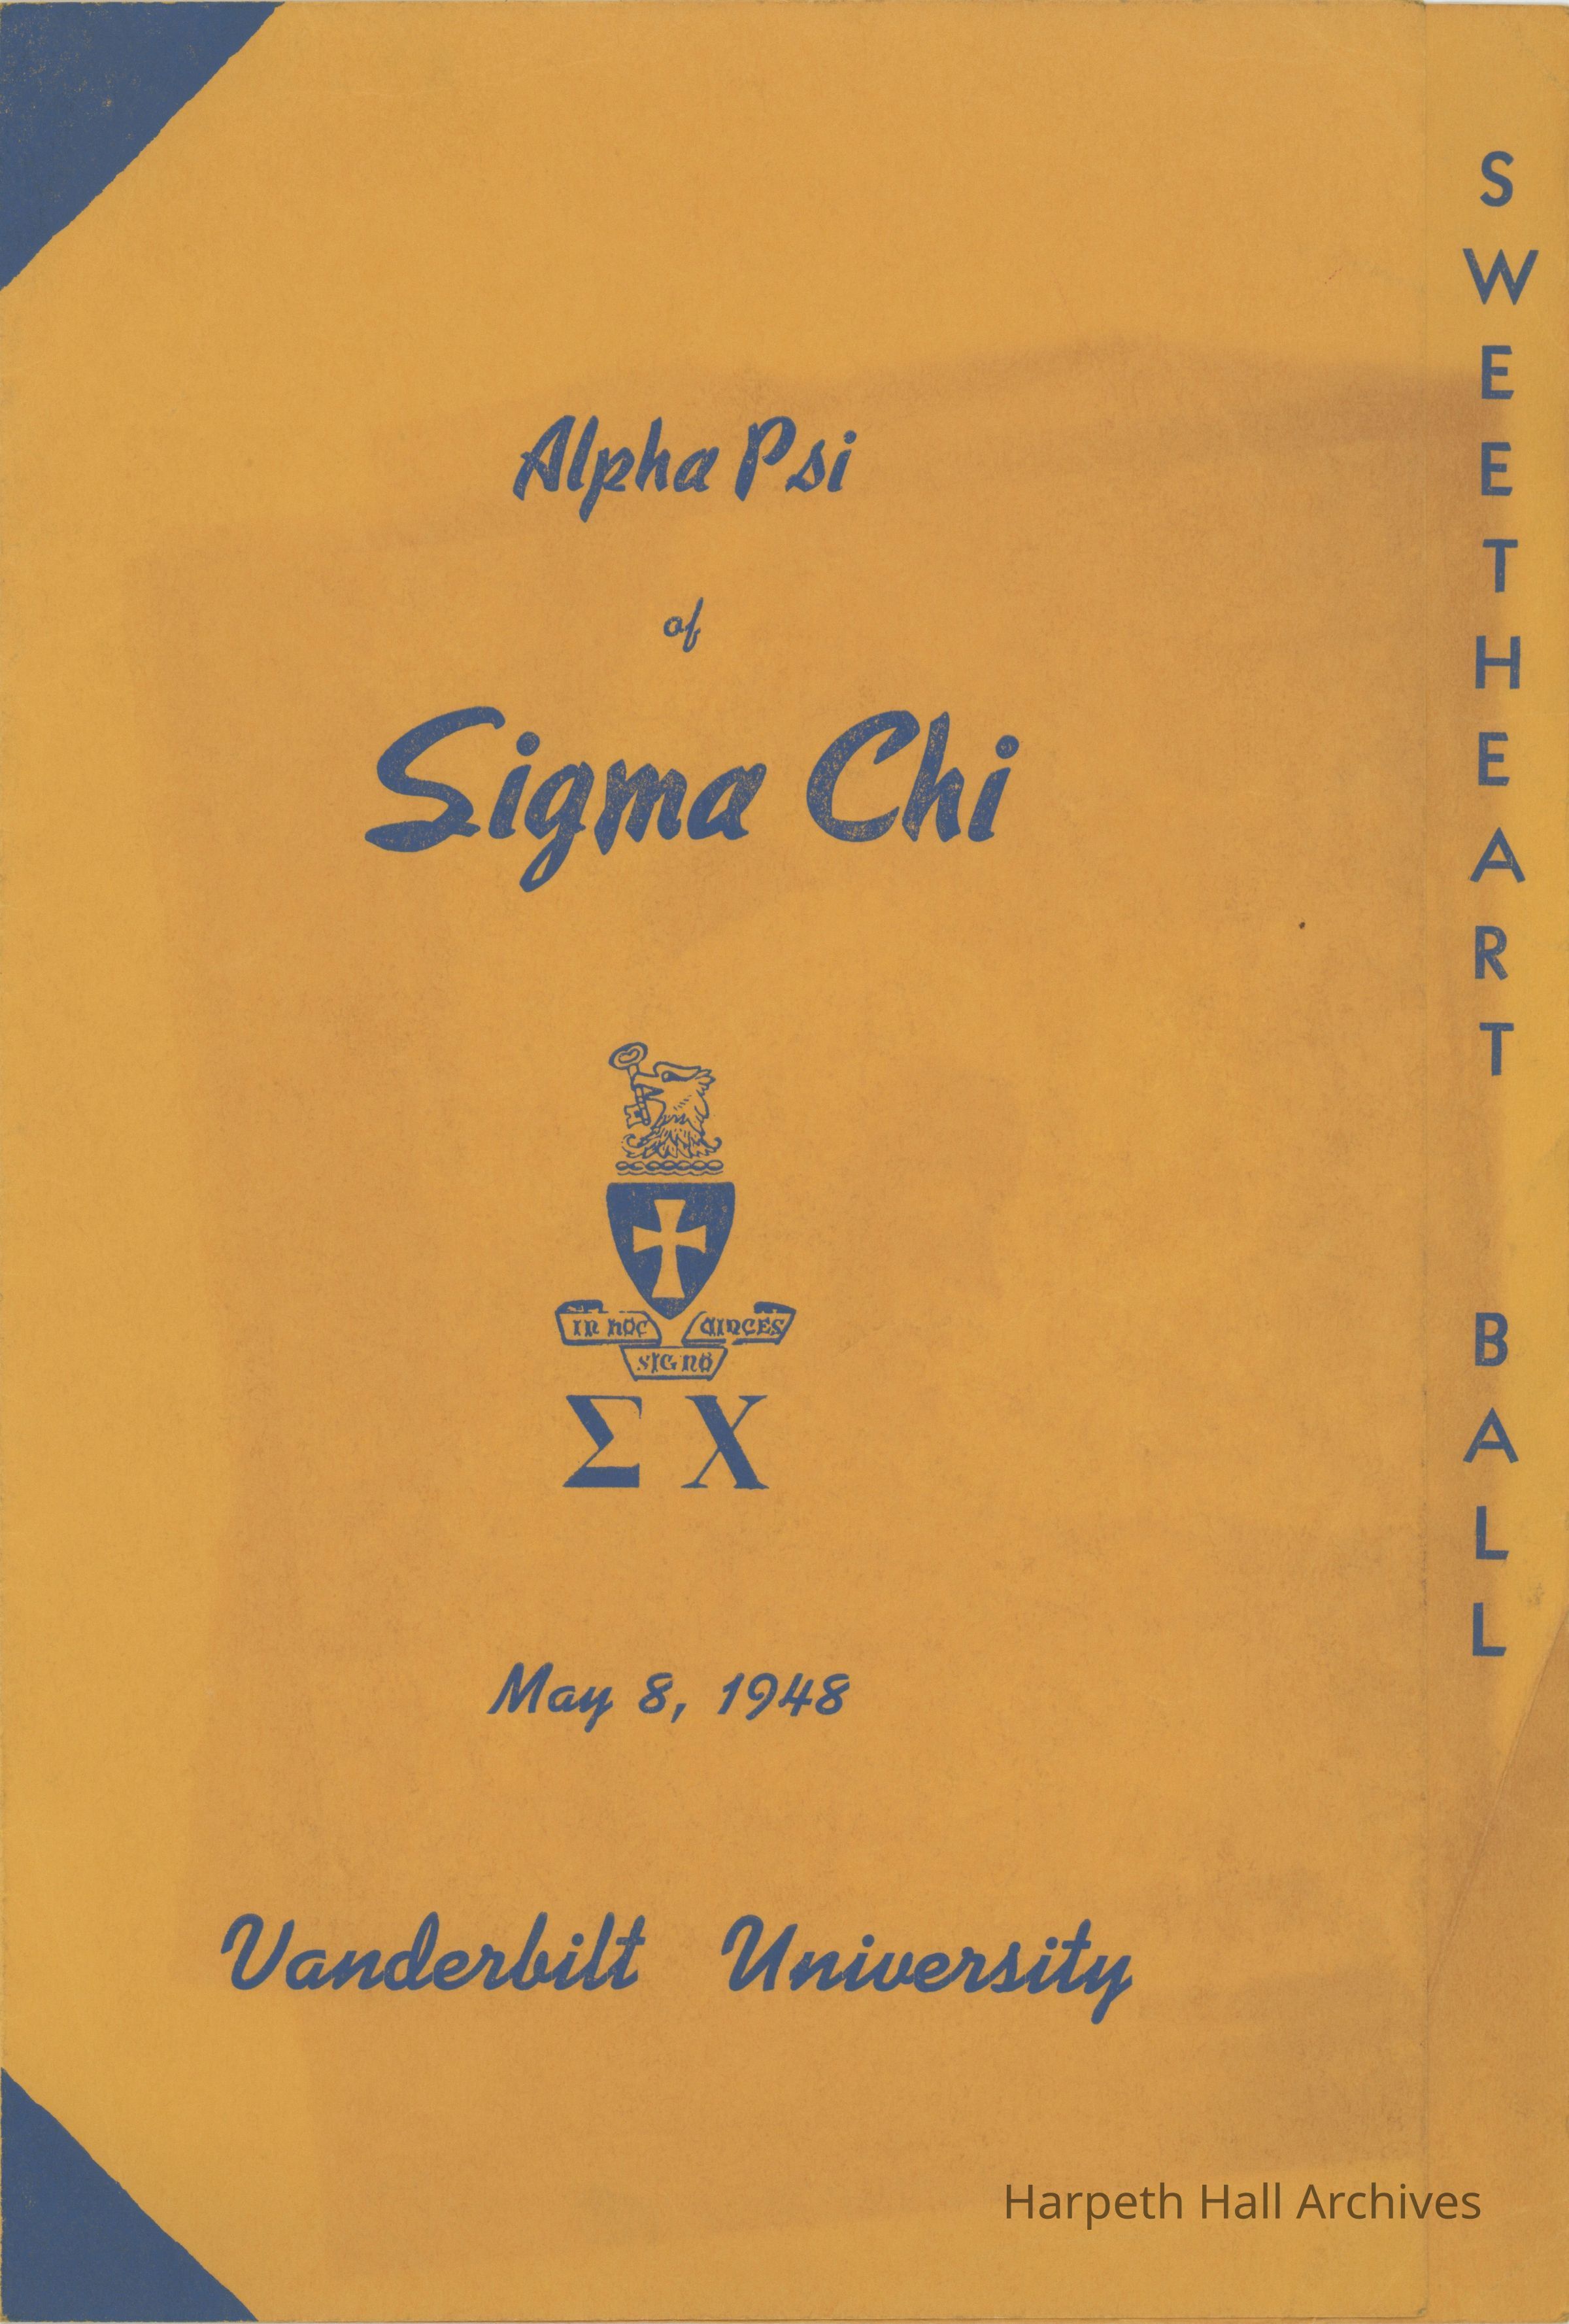 Alpha Psi
of
Sigma Chi
IN HOC
VINCES
SIGNO
Σ Χ
May 8, 1948
Vanderbilt University
SWEETHEART BALL
Harpeth Hall Archives